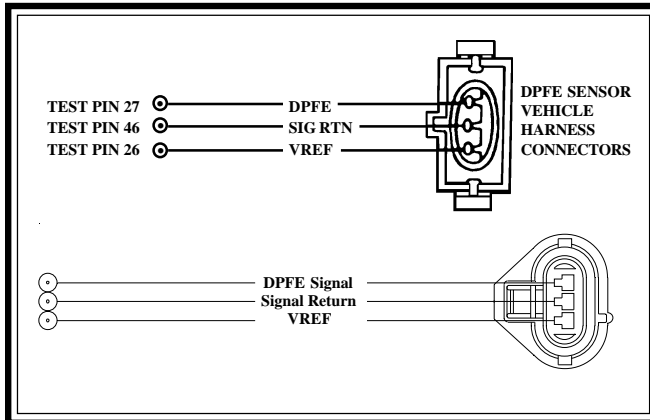 TEST PIN 27 DPFE
TEST PIN 46 SIG RTN
TEST PIN 26 VREF
DPFE SENSOR
VEHICLE
HARNESS
CONNECTORS
DPFE Signal
Signal Return
VREF